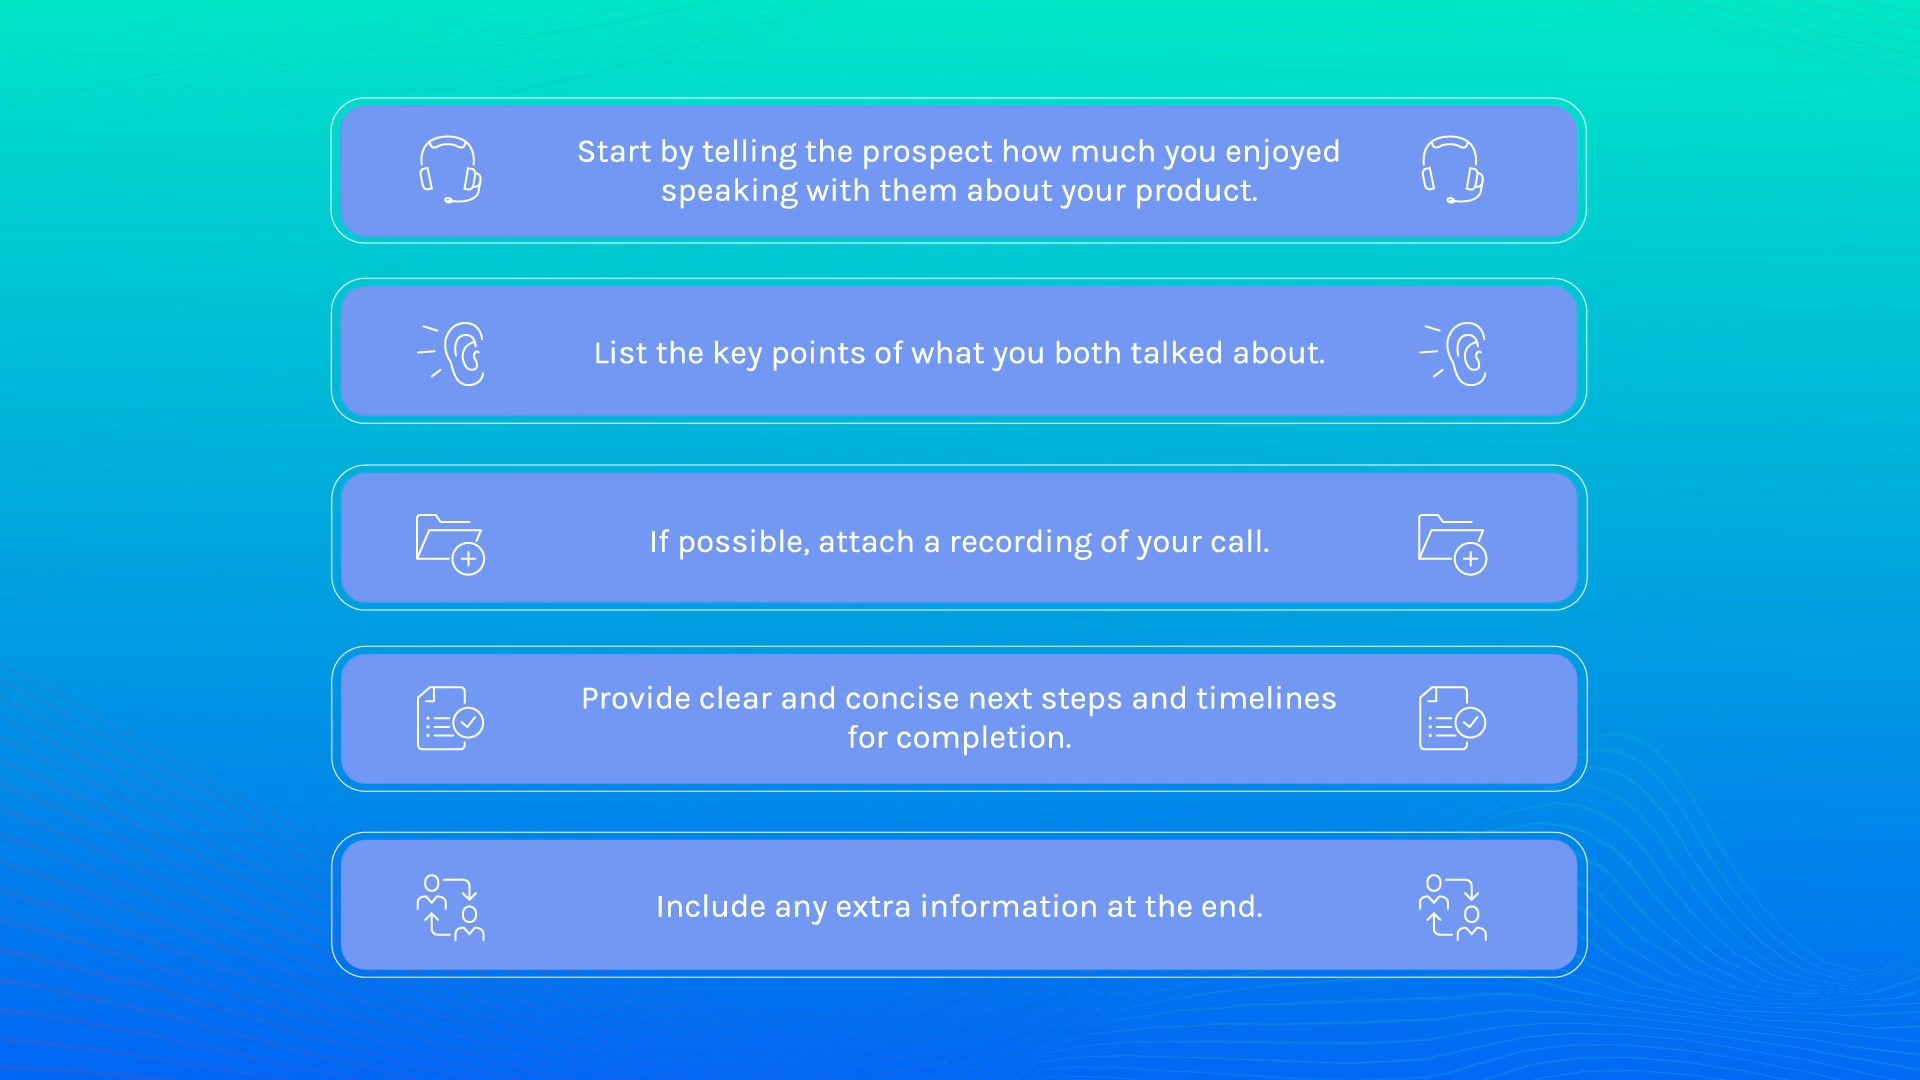 Start by telling the prospect how much you enjoyed
speaking with them about your product.
List the key points of what you both talked about.
If possible, attach a recording of your call.
Provide clear and concise next steps and timelines
for completion.
Include any extra information at the end.